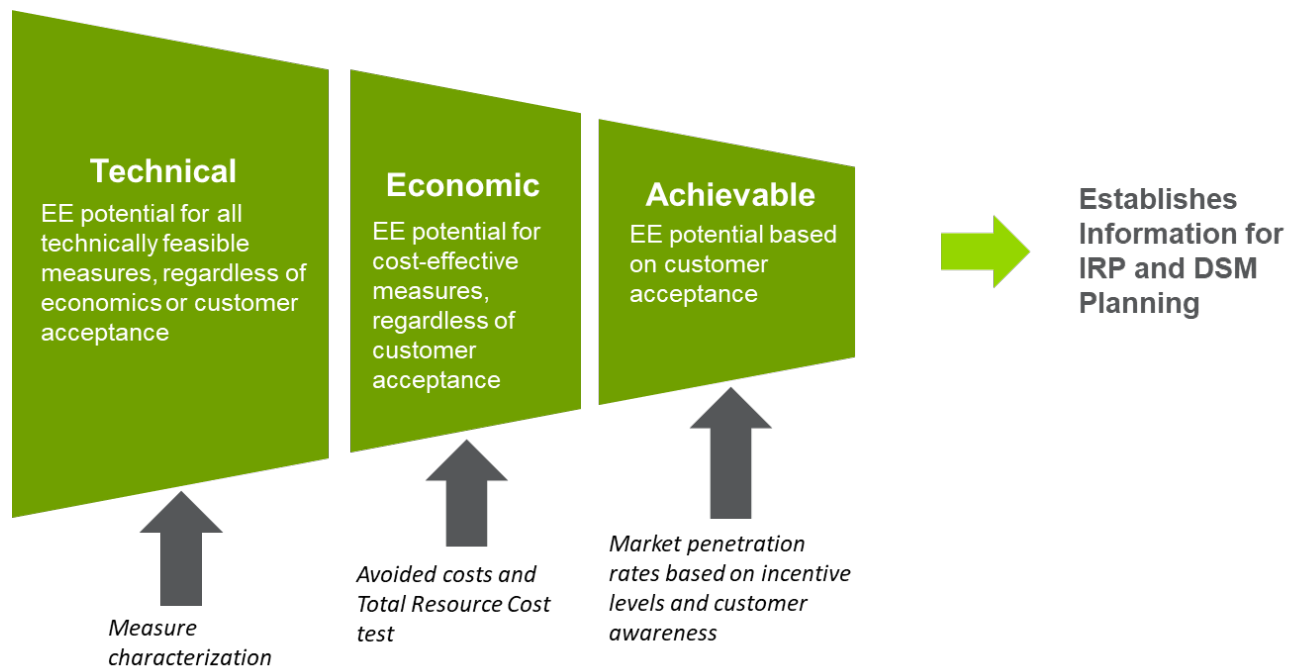 Technical
EE potential for all
technically feasible
measures, regardless of
economics or customer
acceptance
Economic
EE potential for
cost-effective
measures,
regardless of
customer
acceptance
Achievable
EE potential based
on customer
acceptance
Establishes
Information for
IRP and DSM
Planning
Measure
characterization
Avoided costs and
Total Resource Cost
test
Market penetration
rates based on incentive
levels and customer
awareness